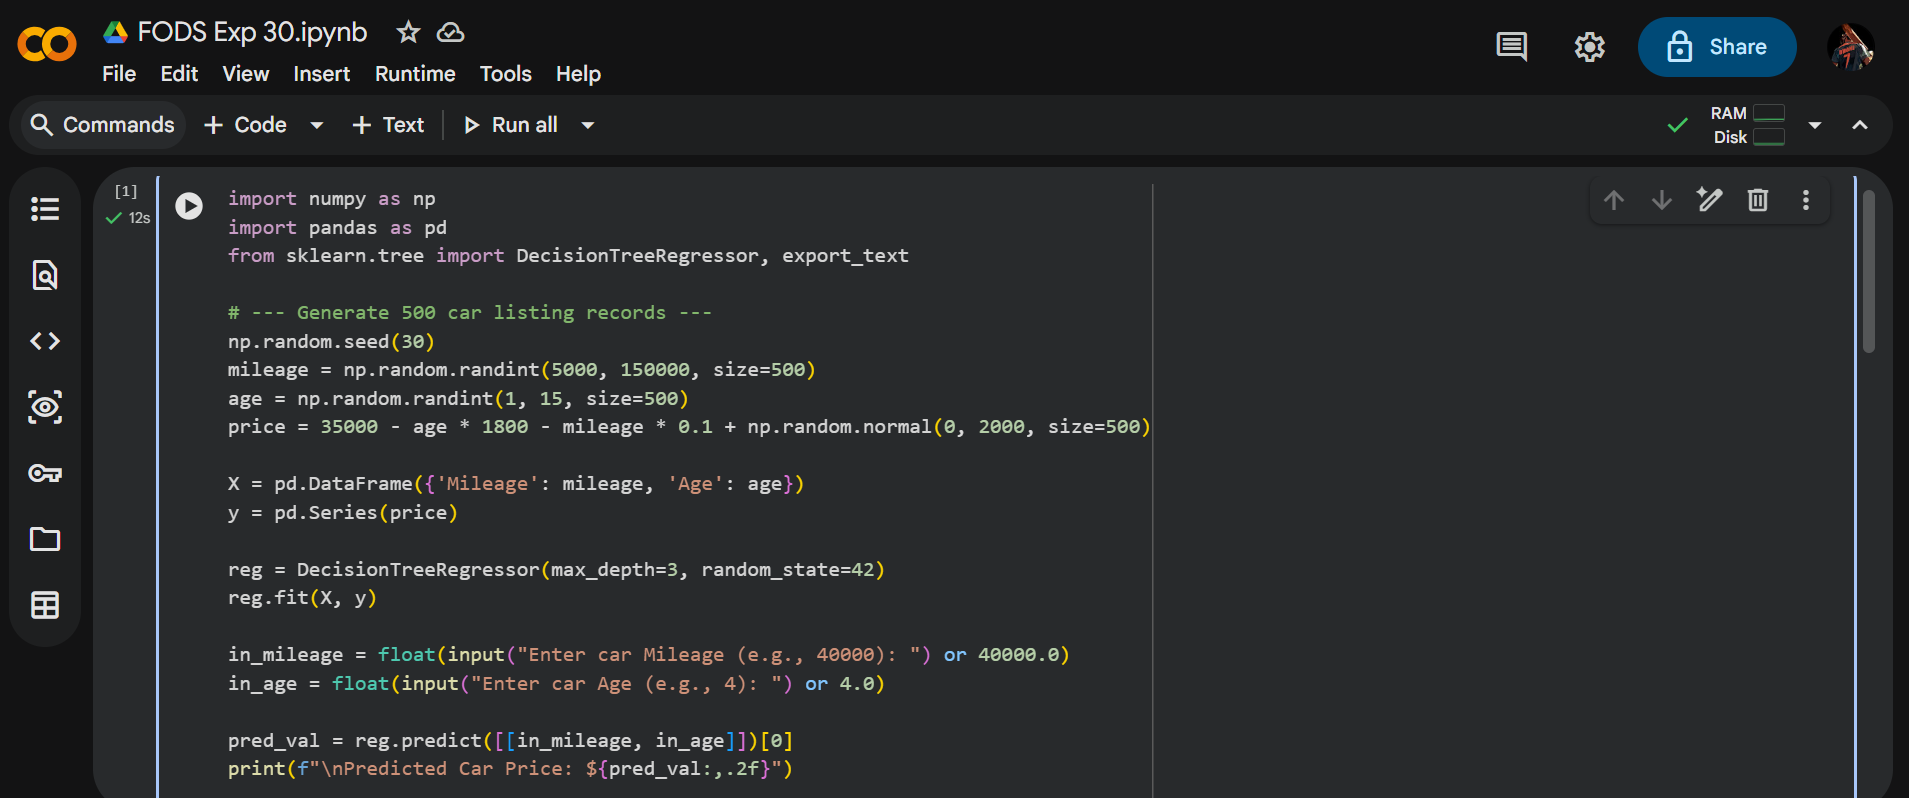 FODS Exp 30.ipynb
File Edit View Insert Runtime Tools Help
Share
Commands + Code + Text Run all
RAM
Disk
[1]
12s
import numpy as np
import pandas as pd
from sklearn.tree import DecisionTreeRegressor, export_text
# --- Generate 500 car listing records ---
np.random.seed(30)
mileage = np.random.randint(5000, 150000, size=500)
age = np.random.randint(1, 15, size=500)
price = 35000 - age * 1800 - mileage * 0.1 + np.random.normal(0, 2000, size=500)
X = pd.DataFrame({'Mileage': mileage, 'Age': age})
y = pd.Series(price)
reg = DecisionTreeRegressor(max_depth=3, random_state=42)
reg.fit(X, y)
in_mileage = float(input("Enter car Mileage (e.g., 40000): ") or 40000.0)
in_age = float(input("Enter car Age (e.g., 4): ") or 4.0)
pred_val = reg.predict([[in_mileage, in_age]])[0]
print(f"\nPredicted Car Price: ${pred_val:,.2f}")